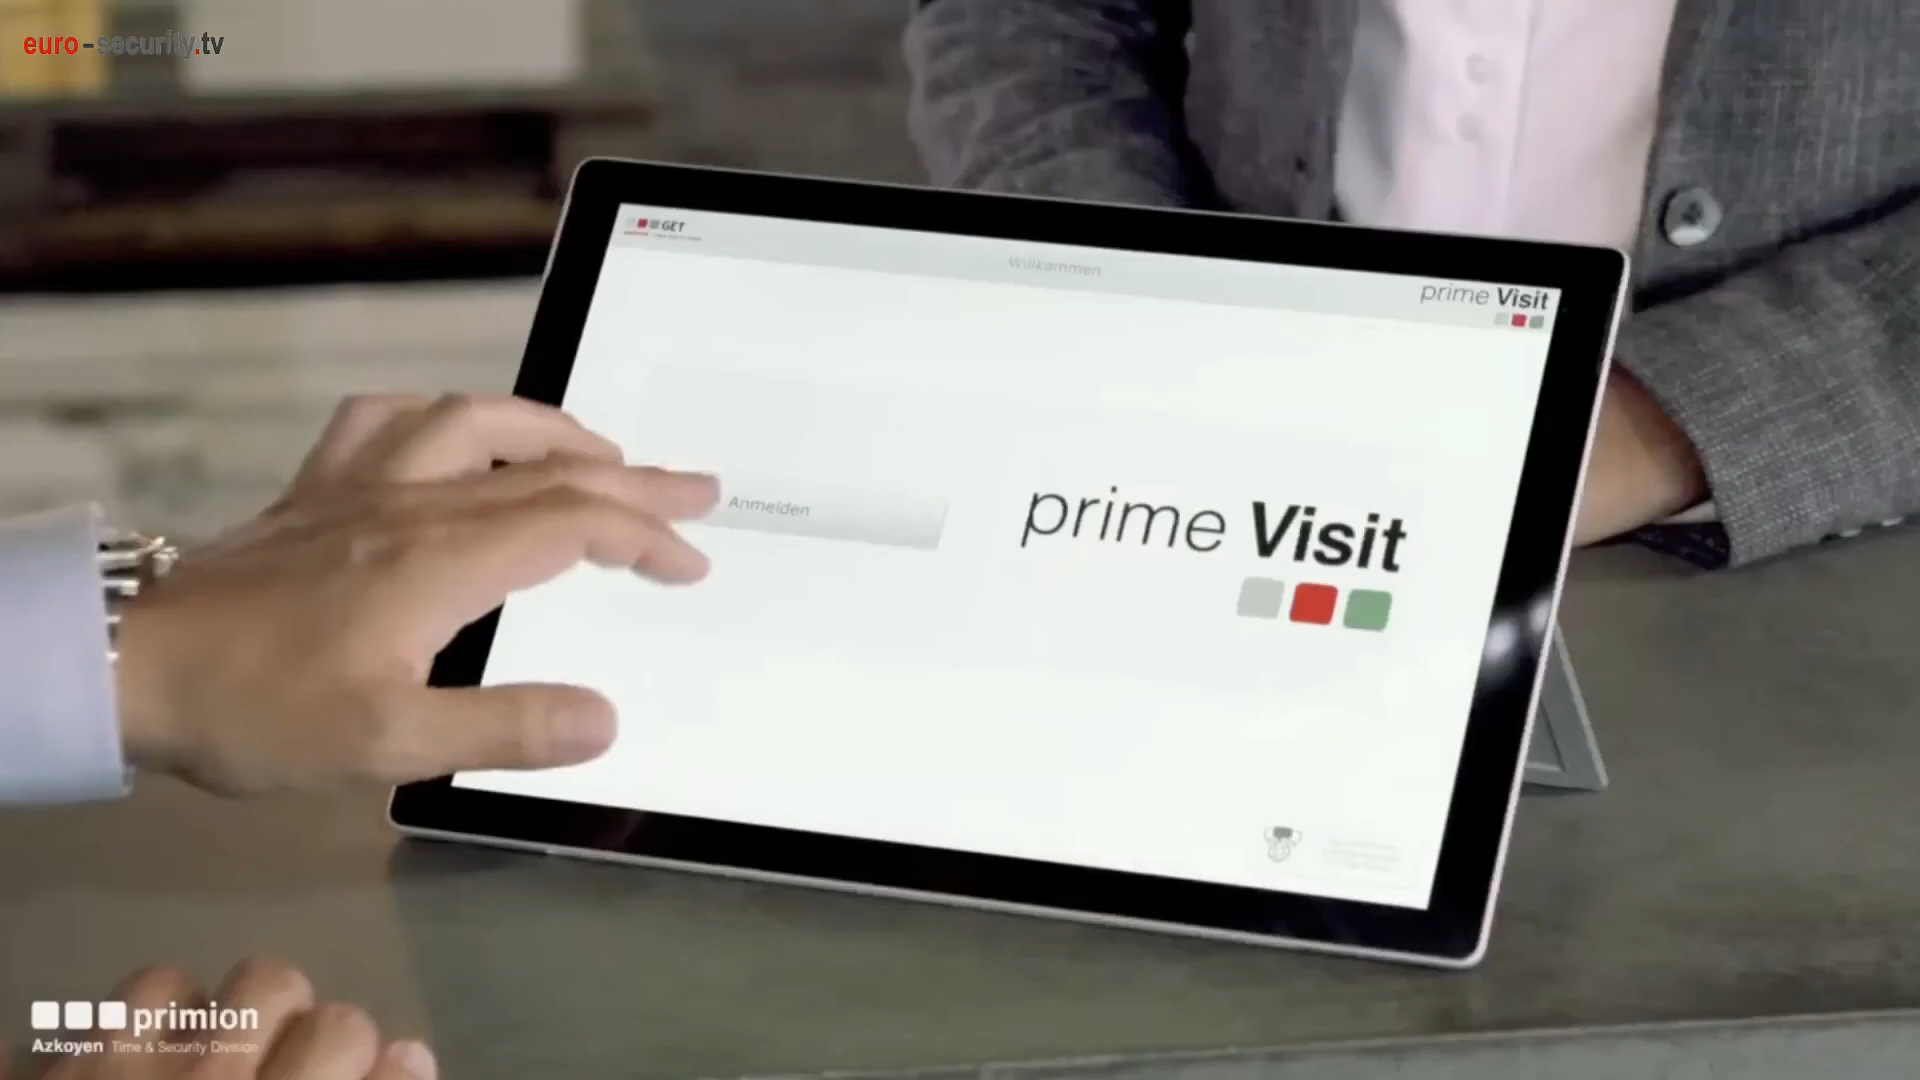 euro-security.tv
GET
Willkommen
prime Visit
Anmelden
prime Visit
primion
Azkoyen Time & Security Division